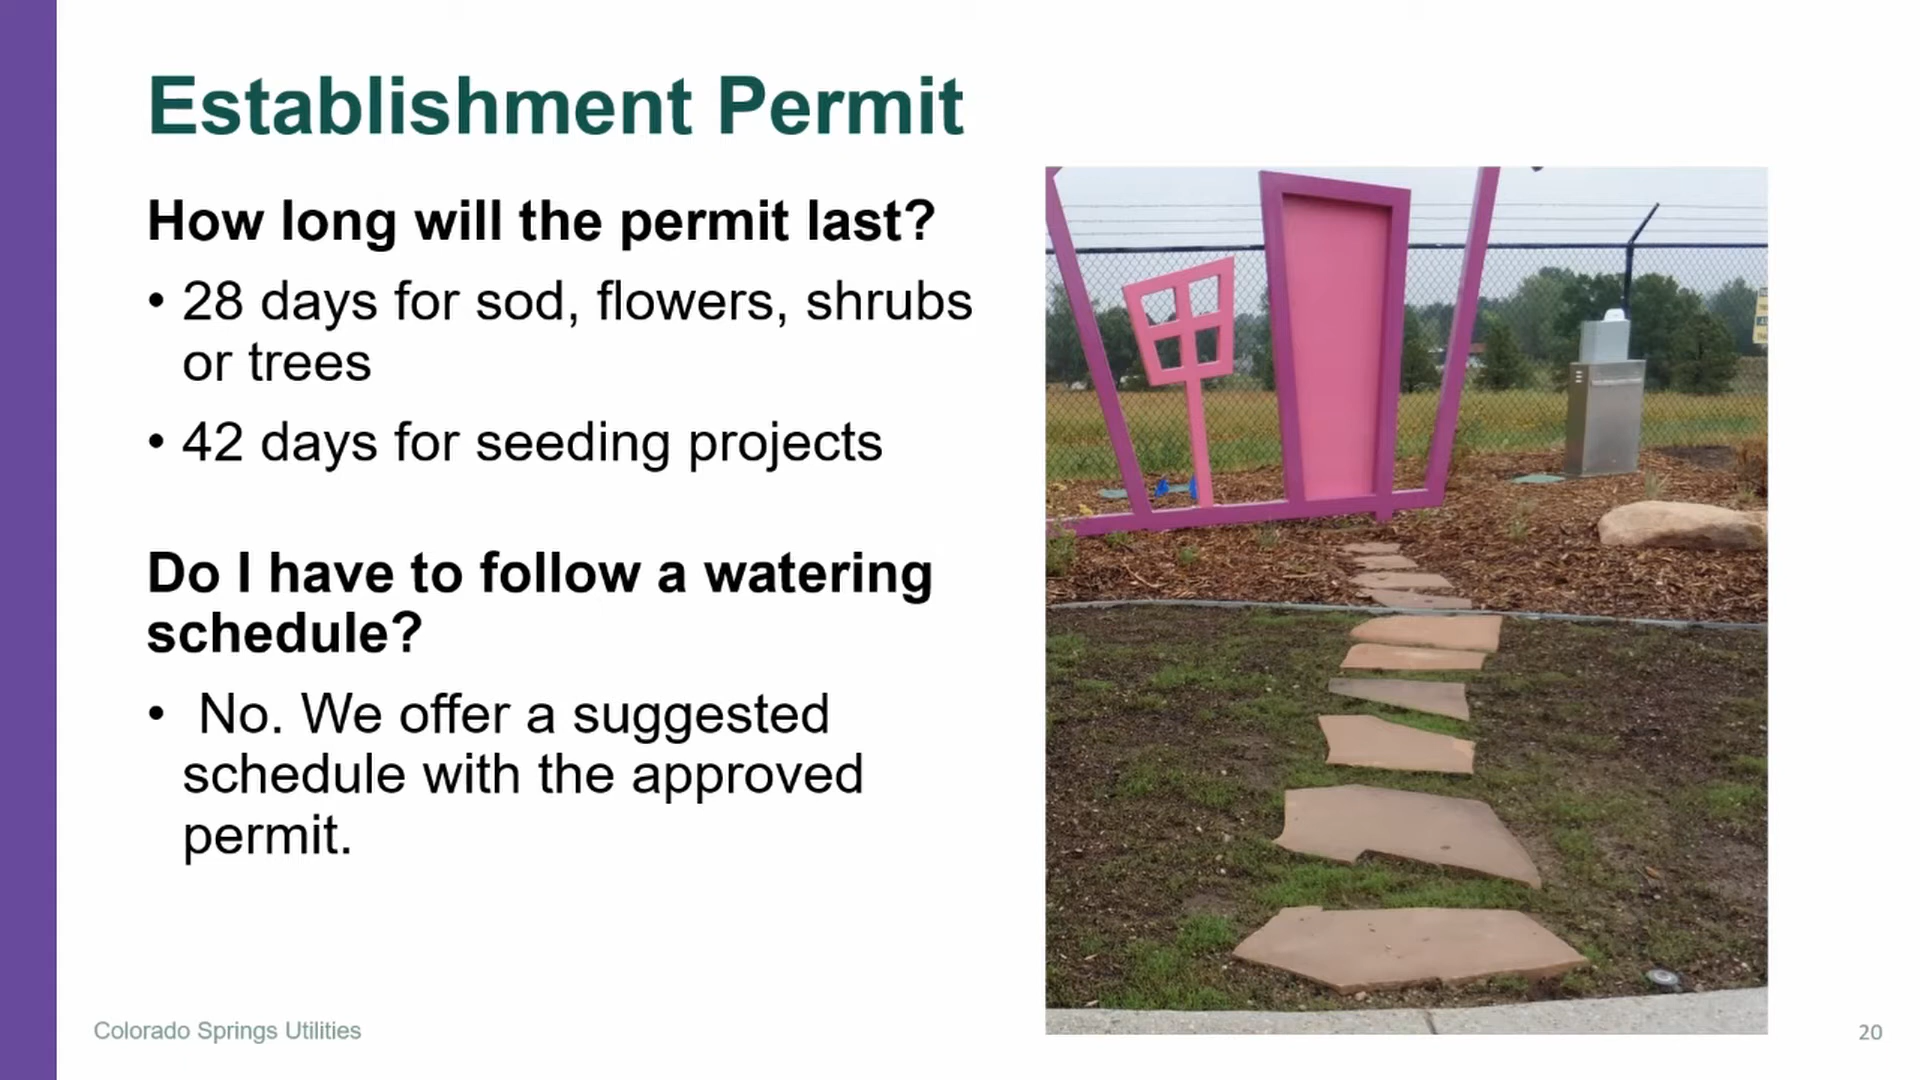 Establishment Permit
How long will the permit last?
• 28 days for sod, flowers, shrubs
or trees
• 42 days for seeding projects
Do I have to follow a watering
schedule?
• No. We offer a suggested
schedule with the approved
permit.
Colorado Springs Utilities
20